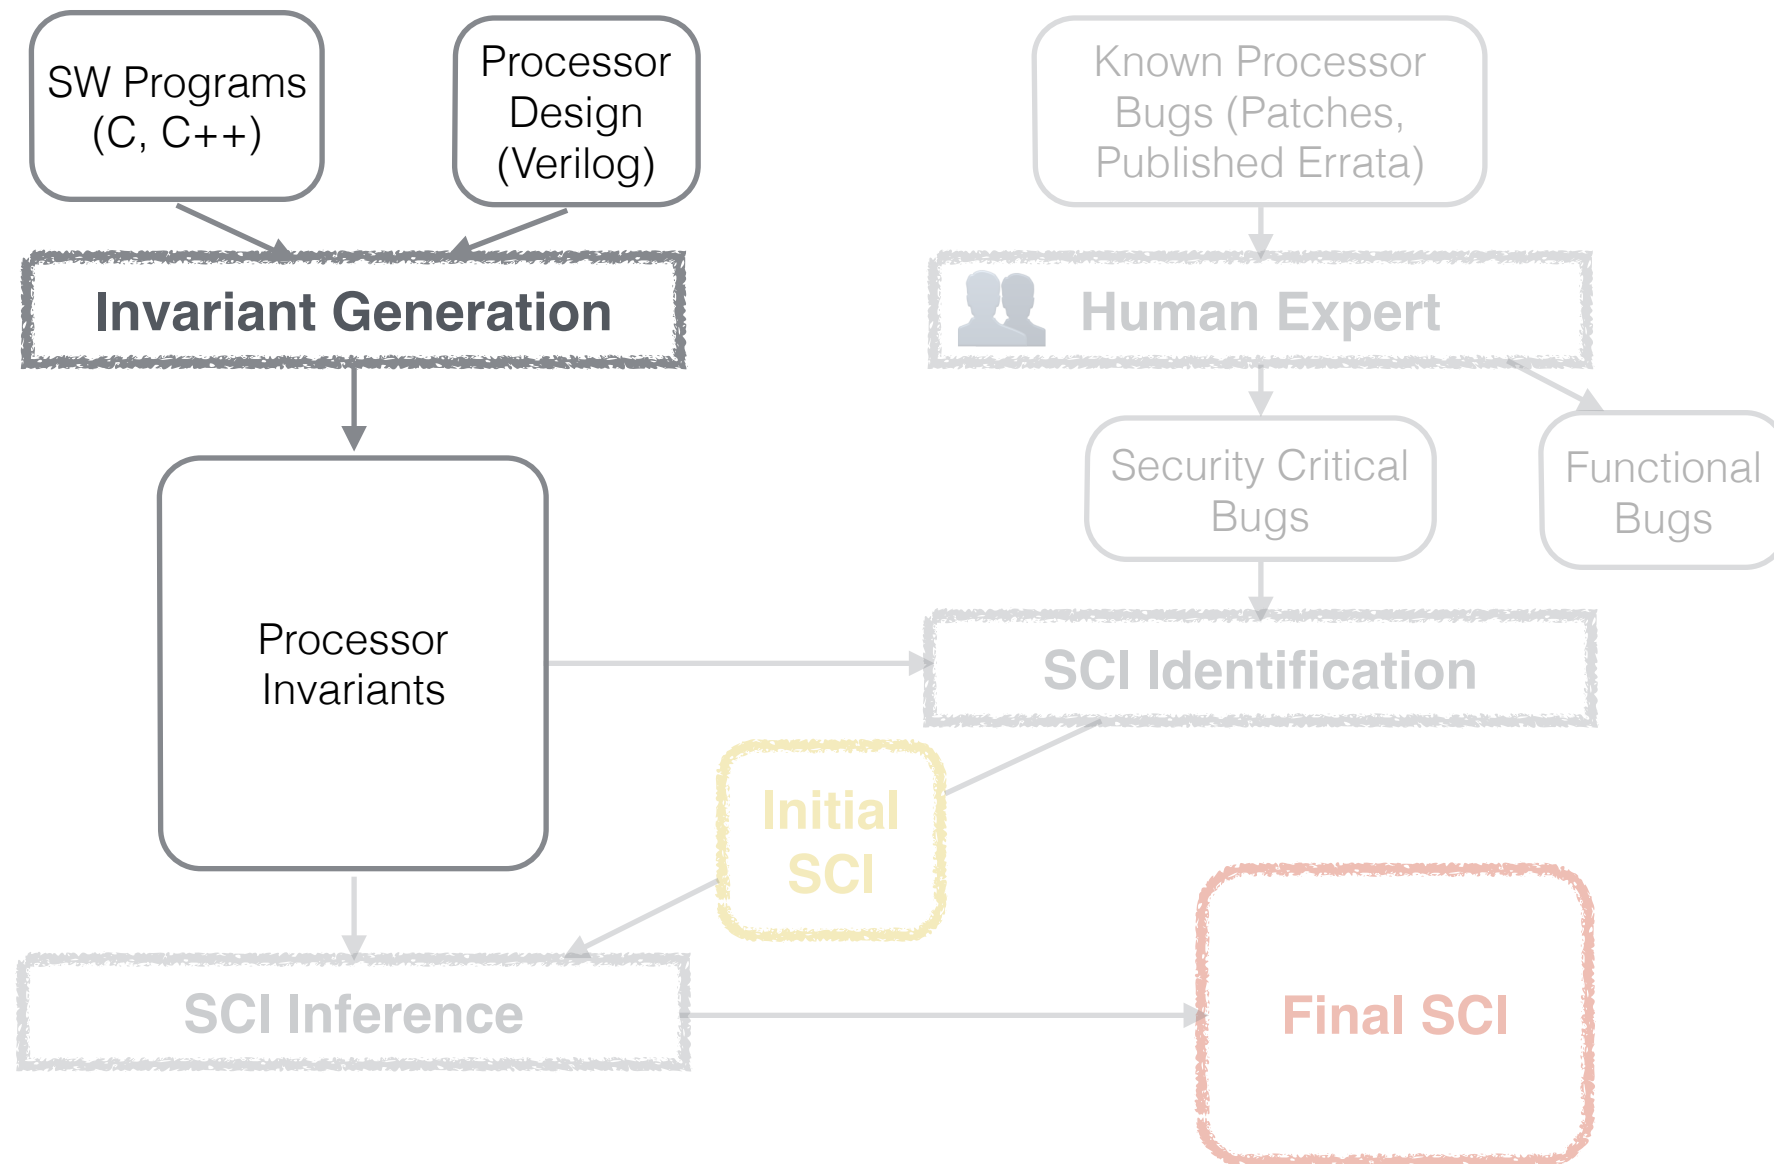 SW Programs
(C, C++)
Processor
Design
(Verilog)
Known Processor
Bugs (Patches,
Published Errata)
Invariant Generation
Human Expert
Security Critical
Bugs
Functional
Bugs
Processor
Invariants
SCI Identification
Initial
SCI
SCI Inference
Final SCI